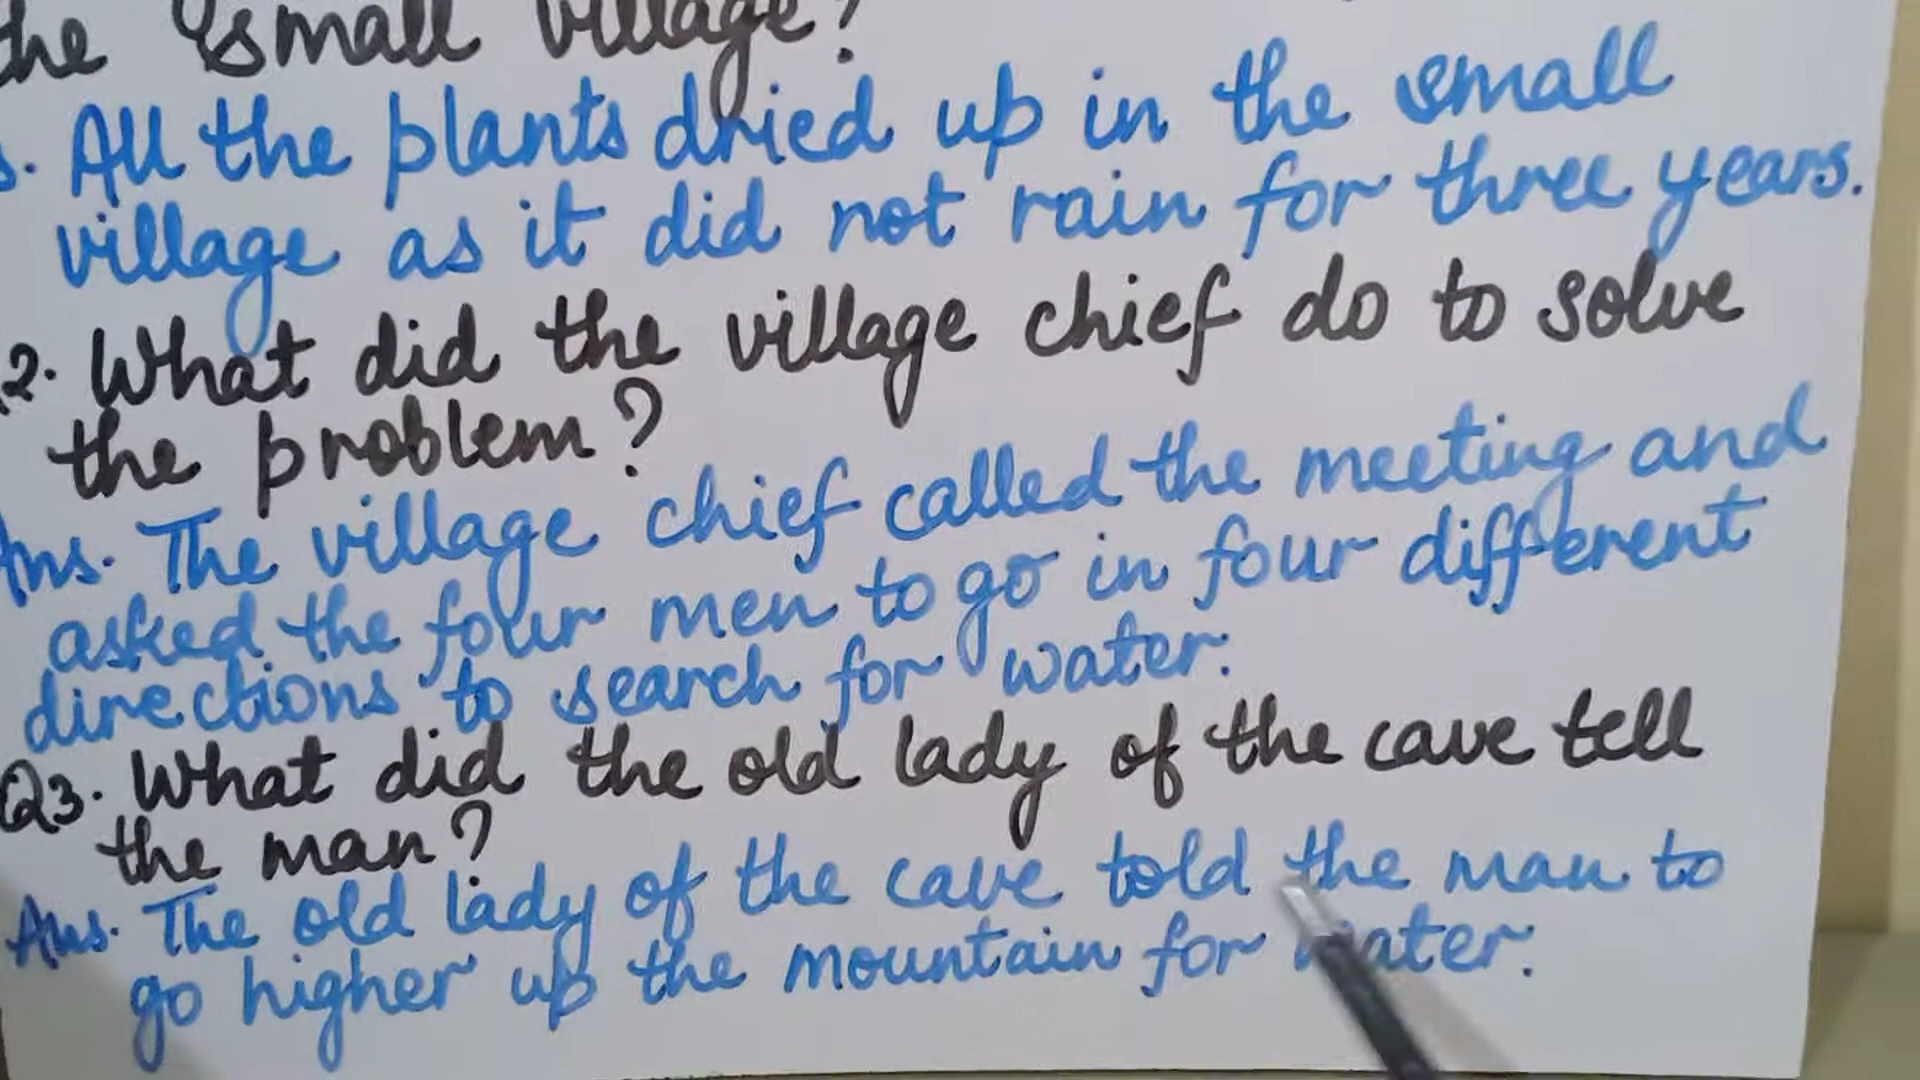 the small village?
s. All the plants dried up in the small
village as it did not rain for three years.
2. What did the village chief do to solve
the problem?
Ans. The village chief called the meeting and
asked the four men to go in four different
directions to search for water.
Q3. What did the old lady of the cave tell
the man?
Ans. The old lady of the cave told the man to
go higher up the mountain for water.